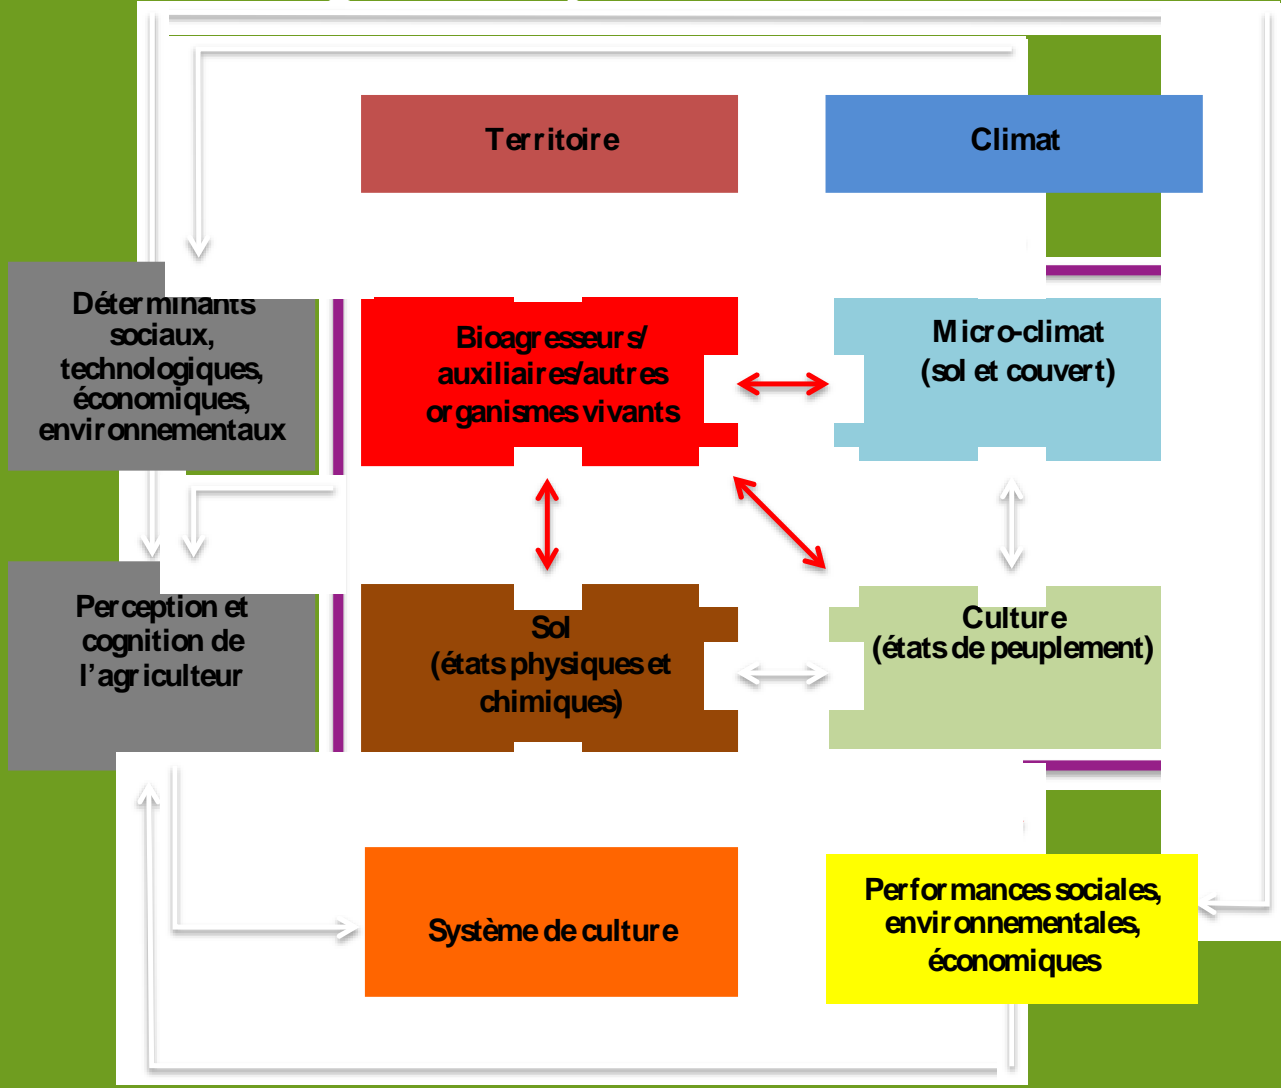 Territoire
Climat
Déterminants
sociaux,
technologiques,
économiques,
environnementaux
Bioagresseurs/
auxiliaires/autres
organismes vivants
Micro-climat
(sol et couvert)
Perception et
cognition de
l'agriculteur
Sol
(états physiques et
chimiques)
Culture
(états de peuplement)
Système de culture
Performances sociales,
environnementales,
économiques